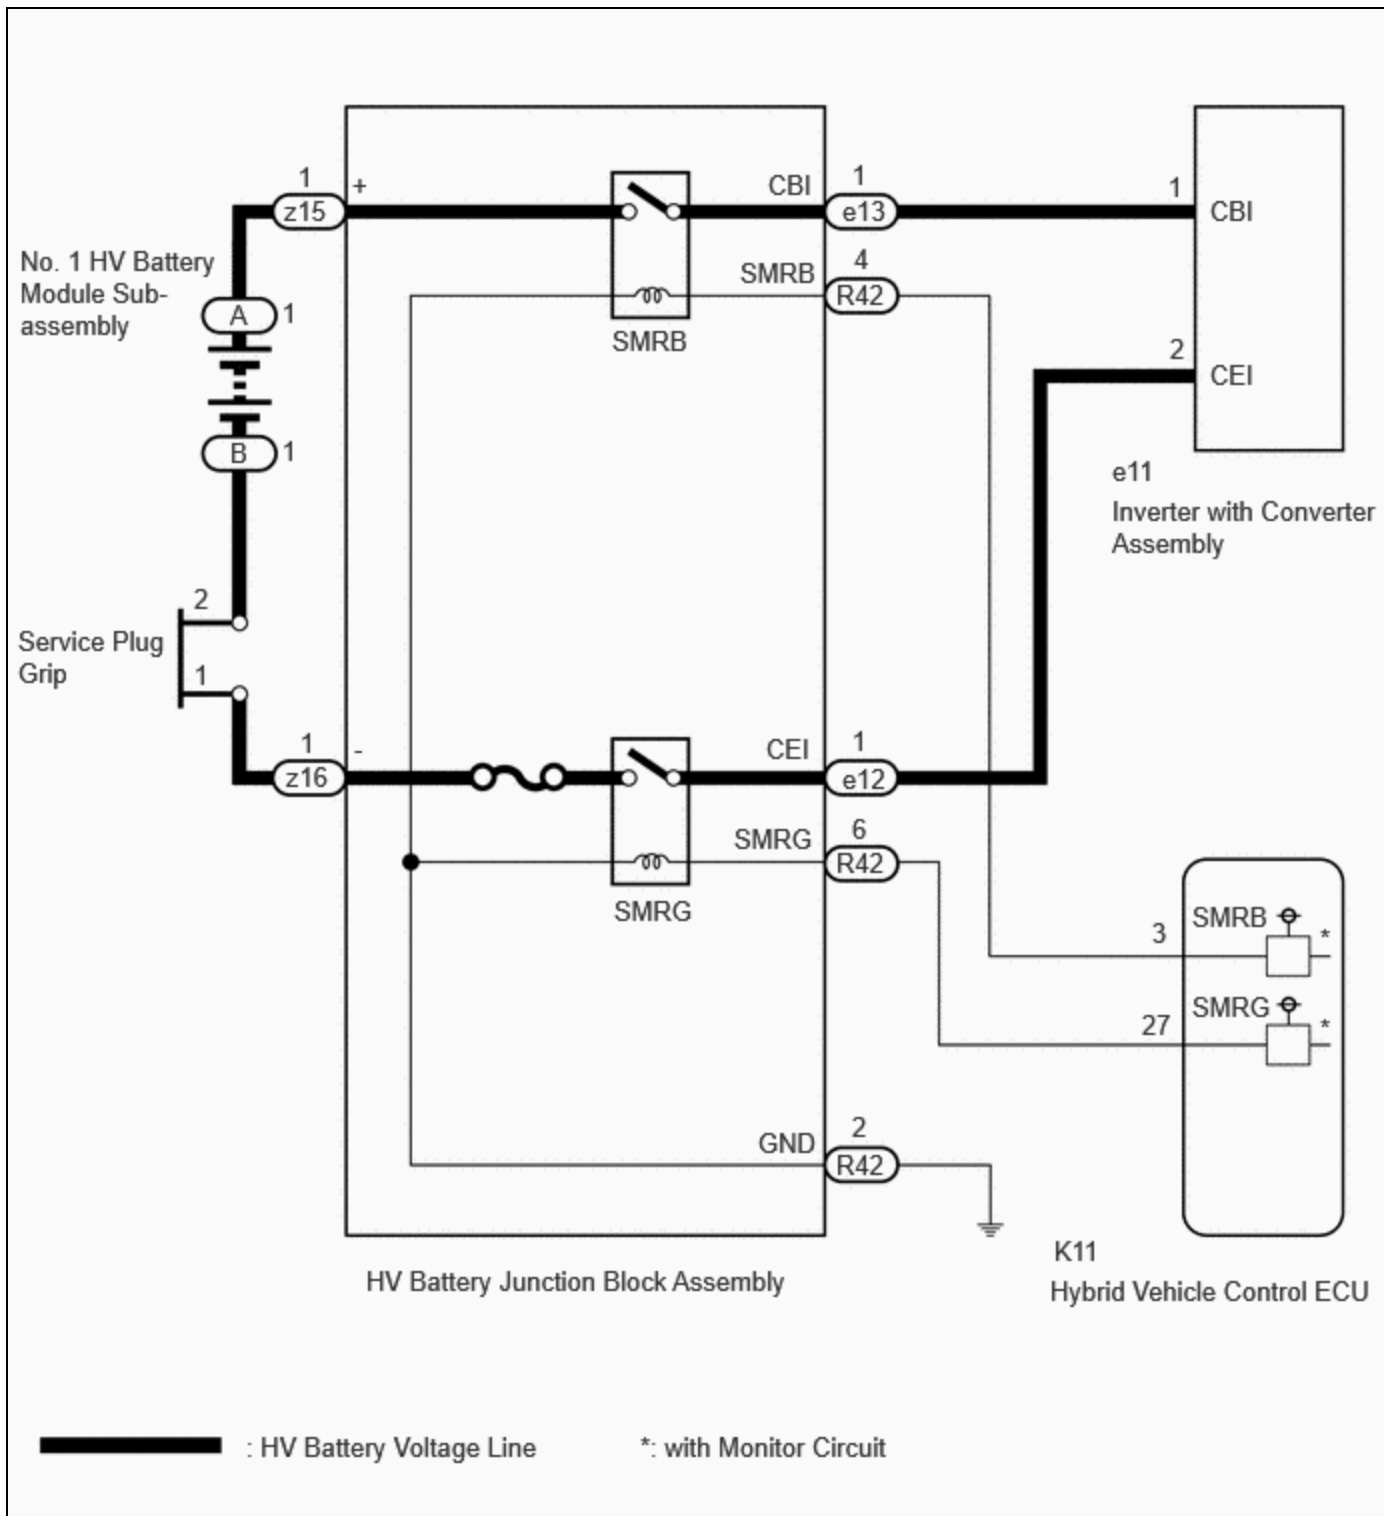 1
+
CBI
1
1
z15
e13
CBI
No. 1 HV Battery
Module Sub-
assembly
SMRB
4
R42
A 1
SMRB
2
CEI
B 1
e11
Inverter with Converter
Assembly
2
Service Plug
Grip
1
1
-
CEI
1
z16
e12
SMRG
6
R42
SMRG
3
SMRB
*
27
SMRG
*
GND
2
R42
K11
Hybrid Vehicle Control ECU
HV Battery Junction Block Assembly
: HV Battery Voltage Line
*: with Monitor Circuit